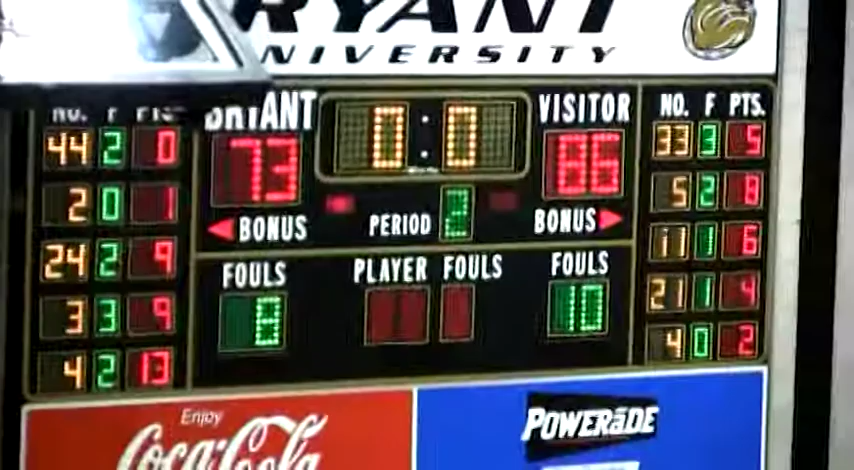 RYANT
NIVERSITY
NO. F PTS.
BRYANT
0:0
VISITOR
NO. F PTS.
44 2 0
73
86
33 3 5
2 0 1
BONUS
PERIOD
2
BONUS
5 2 8
24 2 9
FOULS
PLAYER FOULS
FOULS
11 1 6
3 3 9
8
10
21 1 4
4 2 13
4 0 2
Enjoy
Coca-Cola
POWERāDE